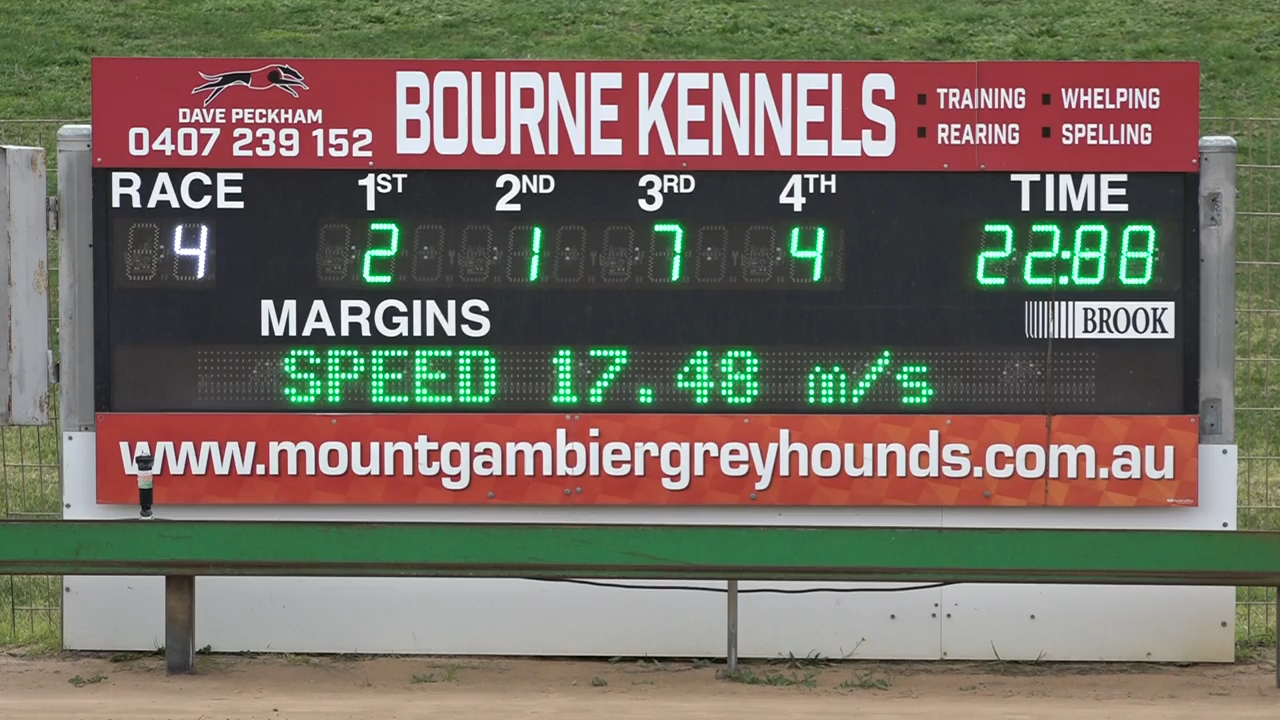 DAVE PECKHAM
0407 239 152
BOURNE KENNELS
TRAINING
WHELPING
REARING
SPELLING
RACE 1ST 2ND 3RD 4TH TIME
4 2 1 7 4 22:88
MARGINS
BROOK
SPEED 17.48 m/s
www.mountgambiergreyhounds.com.au